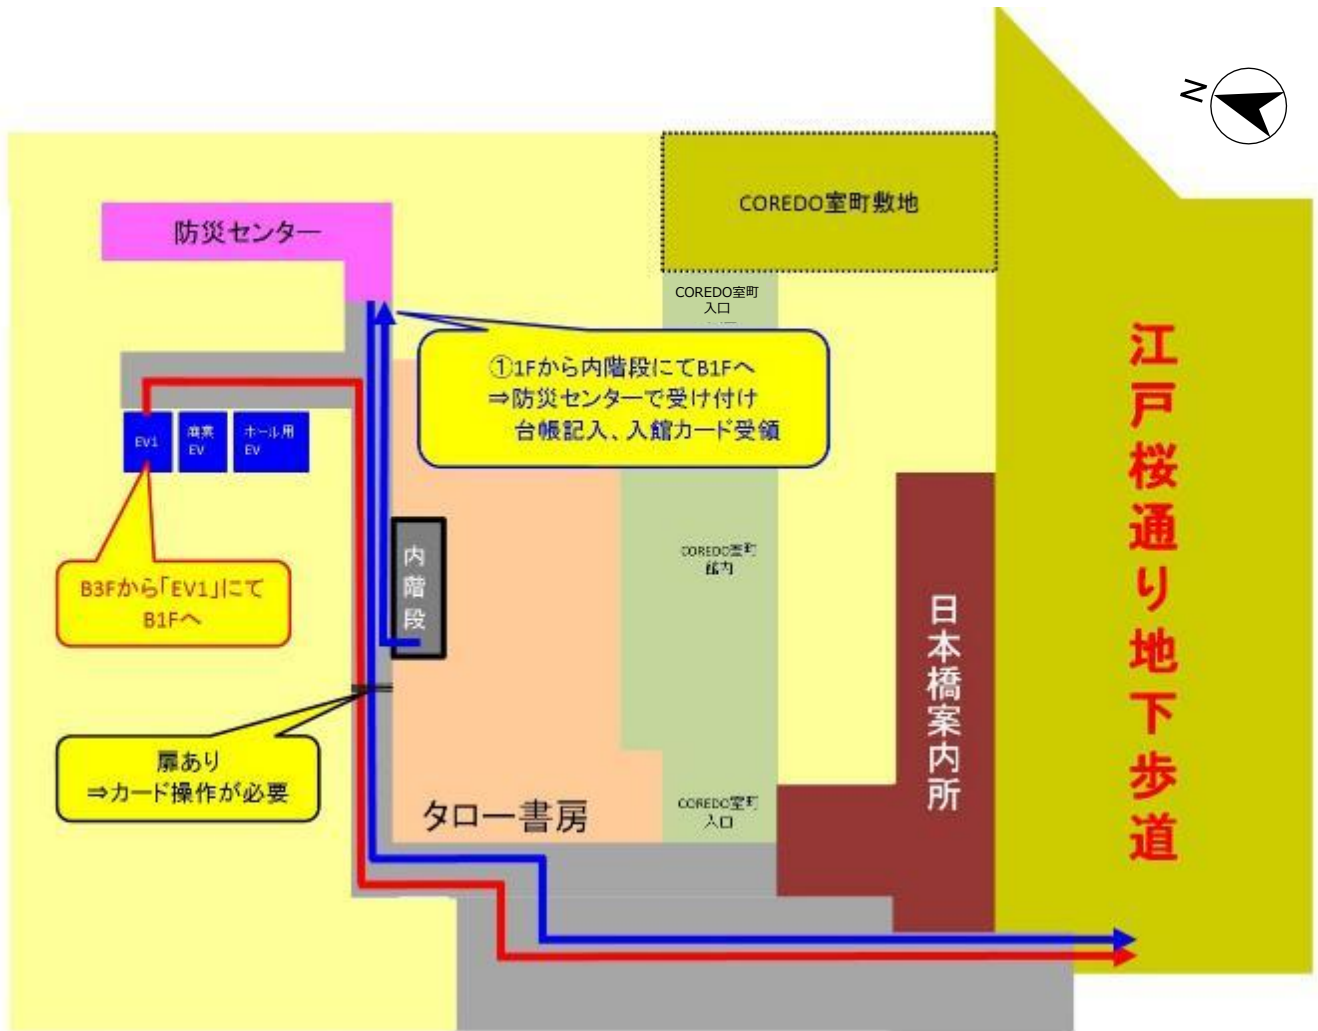 N
COREDO室町敷地
防災センター
COREDO室町
入口
①1Fから内階段にてB1Fへ
⇒防災センターで受け付け
台帳記入、入館カード受領
EV1
商業
EV
ホール用
EV
内階段
COREDO室町
館内
B3Fから「EV1」にて
B1Fへ
扉あり
⇒カード操作が必要
タロー書房
COREDO室町
入口
日本橋案内所
江戸桜通り地下歩道